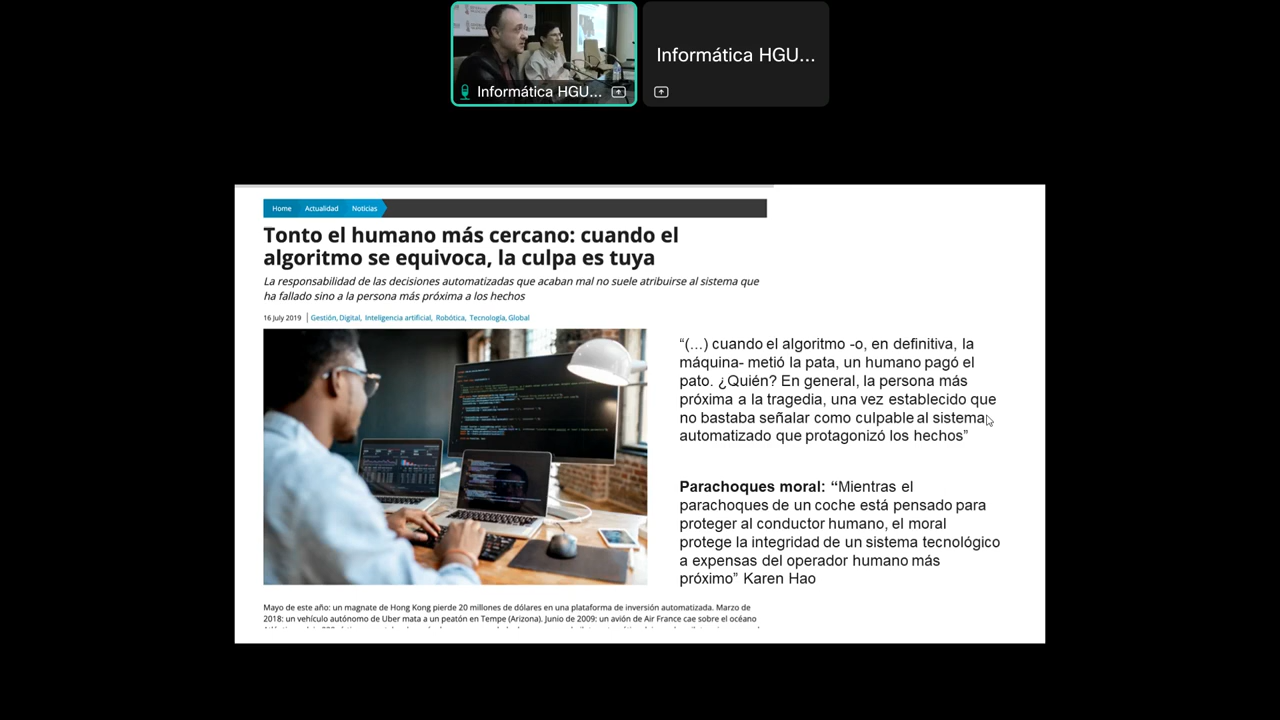 Informática HGU...
Informática HGU...
Home Actualidad Noticias
Tonto el humano más cercano: cuando el
algoritmo se equivoca, la culpa es tuya
La responsabilidad de las decisiones automatizadas que acaban mal no suele atribuirse al sistema que
ha fallado sino a la persona más próxima a los hechos
16 July 2019 | Gestión, Digital, Inteligencia artificial, Robótica, Tecnología, Global
“(...) cuando el algoritmo -o, en definitiva, la
máquina- metió la pata, un humano pagó el
pato. ¿Quién? En general, la persona más
próxima a la tragedia, una vez establecido que
no bastaba señalar como culpable al sistema
automatizado que protagonizó los hechos”
Parachoques moral: “Mientras el
parachoques de un coche está pensado para
proteger al conductor humano, el moral
protege la integridad de un sistema tecnológico
a expensas del operador humano más
próximo” Karen Hao
Mayo de este año: un magnate de Hong Kong pierde 20 millones de dólares en una plataforma de inversión automatizada. Marzo de
2018: un vehículo autónomo de Uber mata a un peatón en Tempe (Arizona). Junio de 2009: un avión de Air France cae sobre el océano